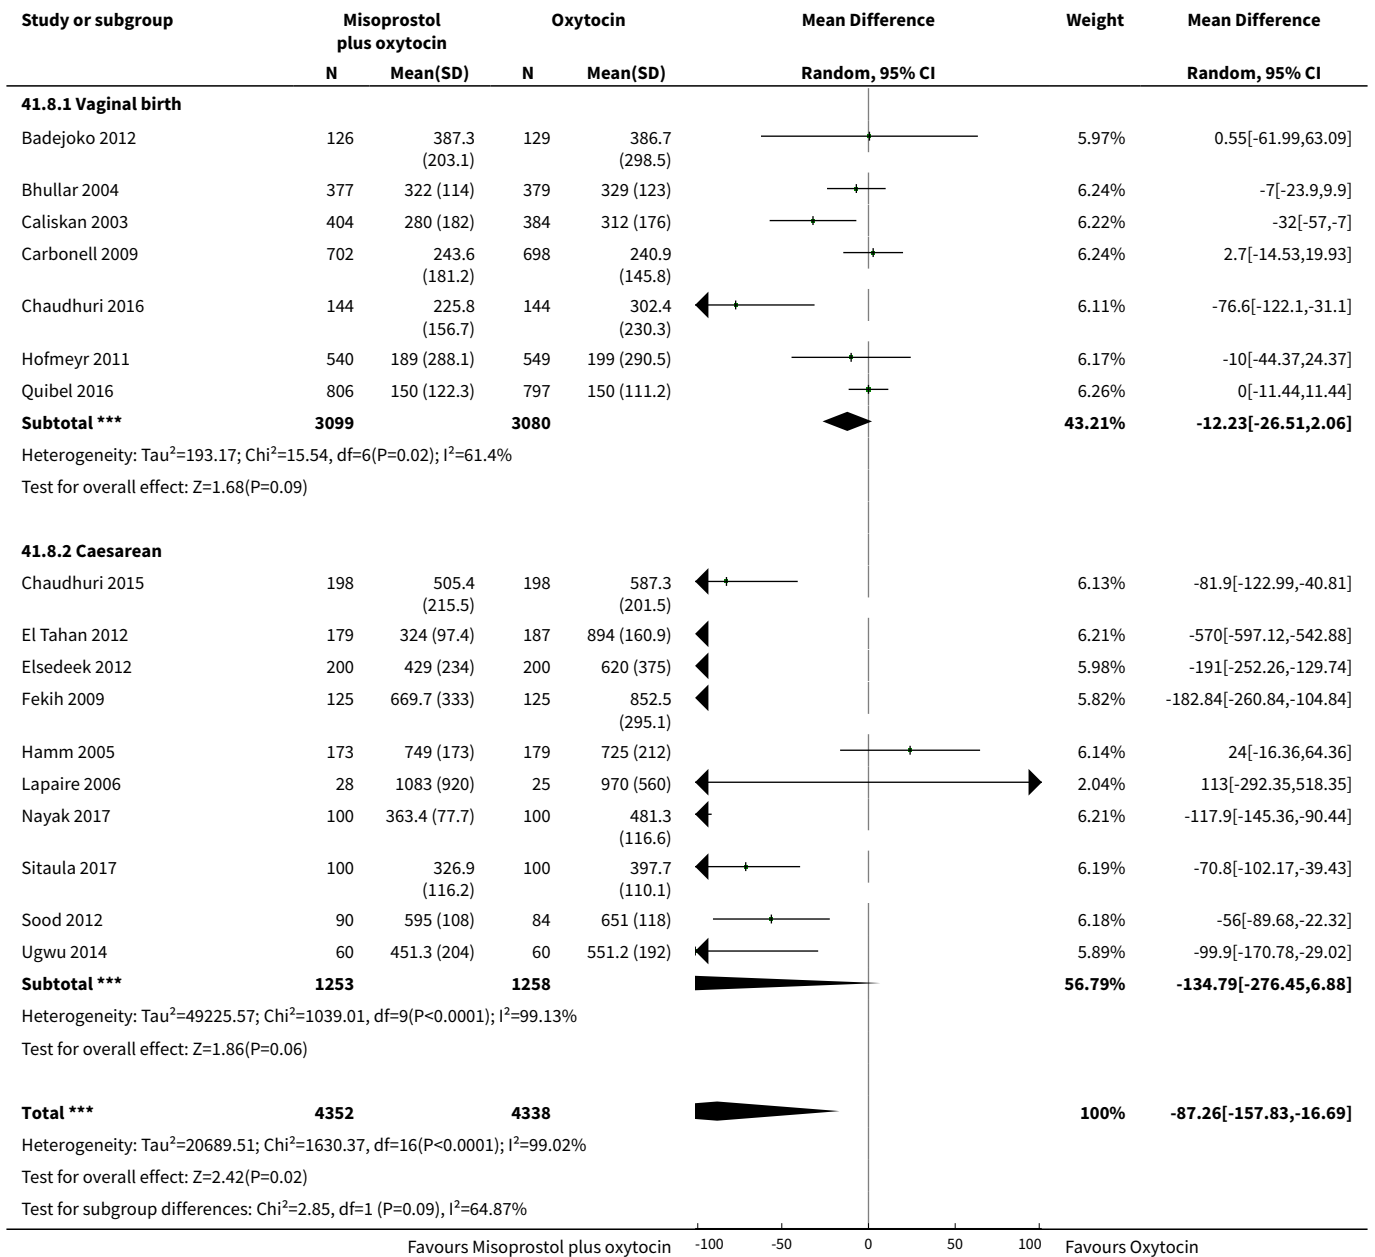 Study or subgroup Misoprostol plus oxytocin Oxytocin Mean Difference Weight Mean Difference
N Mean(SD) N Mean(SD) Random, 95% CI Random, 95% CI
41.8.1 Vaginal birth
Badejoko 2012 126 387.3 (203.1) 129 386.7 (298.5) 5.97% 0.55[-61.99,63.09]
Bhullar 2004 377 322 (114) 379 329 (123) 6.24% -7[-23.9,9.9]
Caliskan 2003 404 280 (182) 384 312 (176) 6.22% -32[-57,-7]
Carbonell 2009 702 243.6 (181.2) 698 240.9 (145.8) 6.24% 2.7[-14.53,19.93]
Chaudhuri 2016 144 225.8 (156.7) 144 302.4 (230.3) 6.11% -76.6[-122.1,-31.1]
Hofmeyr 2011 540 189 (288.1) 549 199 (290.5) 6.17% -10[-44.37,24.37]
Quibel 2016 806 150 (122.3) 797 150 (111.2) 6.26% 0[-11.44,11.44]
Subtotal *** 3099 3080 43.21% -12.23[-26.51,2.06]
Heterogeneity: Tau²=193.17; Chi²=15.54, df=6(P=0.02); I²=61.4%
Test for overall effect: Z=1.68(P=0.09)
41.8.2 Caesarean
Chaudhuri 2015 198 505.4 (215.5) 198 587.3 (201.5) 6.13% -81.9[-122.99,-40.81]
El Tahan 2012 179 324 (97.4) 187 894 (160.9) 6.21% -570[-597.12,-542.88]
Elsedeek 2012 200 429 (234) 200 620 (375) 5.98% -191[-252.26,-129.74]
Fekih 2009 125 669.7 (333) 125 852.5 (295.1) 5.82% -182.84[-260.84,-104.84]
Hamm 2005 173 749 (173) 179 725 (212) 6.14% 24[-16.36,64.36]
Lapaire 2006 28 1083 (920) 25 970 (560) 2.04% 113[-292.35,518.35]
Nayak 2017 100 363.4 (77.7) 100 481.3 (116.6) 6.21% -117.9[-145.36,-90.44]
Sitaula 2017 100 326.9 (116.2) 100 397.7 (110.1) 6.19% -70.8[-102.17,-39.43]
Sood 2012 90 595 (108) 84 651 (118) 6.18% -56[-89.68,-22.32]
Ugwu 2014 60 451.3 (204) 60 551.2 (192) 5.89% -99.9[-170.78,-29.02]
Subtotal *** 1253 1258 56.79% -134.79[-276.45,6.88]
Heterogeneity: Tau²=49225.57; Chi²=1039.01, df=9(P<0.0001); I²=99.13%
Test for overall effect: Z=1.86(P=0.06)
Total *** 4352 4338 100% -87.26[-157.83,-16.69]
Heterogeneity: Tau²=20689.51; Chi²=1630.37, df=16(P<0.0001); I²=99.02%
Test for overall effect: Z=2.42(P=0.02)
Test for subgroup differences: Chi²=2.85, df=1 (P=0.09), I²=64.87%
Favours Misoprostol plus oxytocin -100 -50 0 50 100 Favours Oxytocin